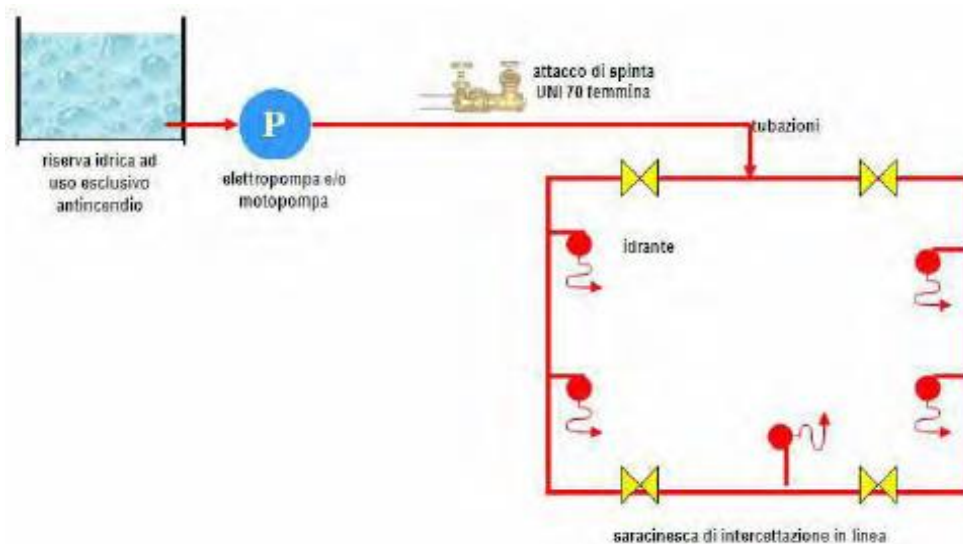 attacco di spinta
UNI 70 femmina
P
tubazioni
riserva idrica ad
uso esclusivo
antincendio
elettropompa e/o
motopompa
idrante
saracinesca di intercettazione in linea